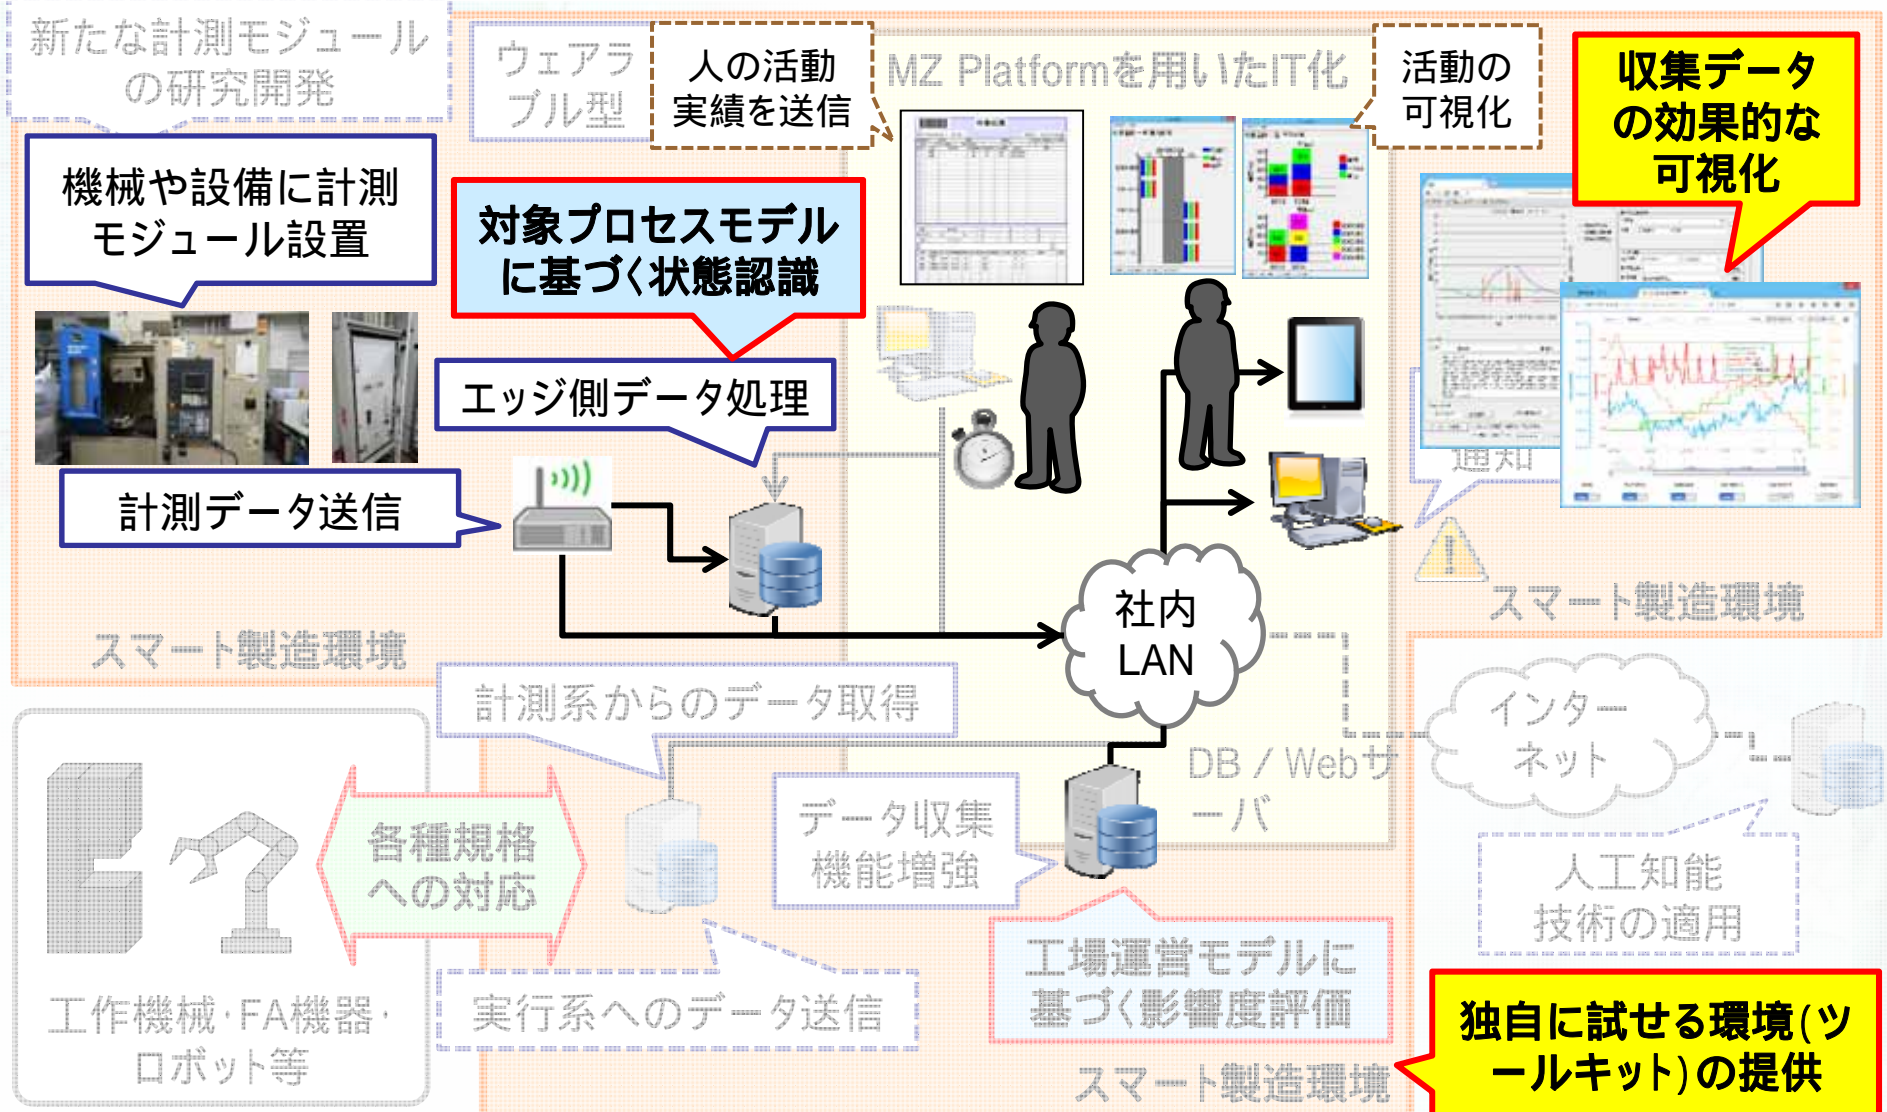 新たな計測モジュール
の研究開発
ウェアラ
ブル型
人の活動
実績を送信
MZ Platformを用いたIT化
活動の
可視化
収集データ
の効果的な
可視化
機械や設備に計測
モジュール設置
対象プロセスモデル
に基づく状態認識
エッジ側データ処理
計測データ送信
通知
スマート製造環境
スマート製造環境
社内
LAN
計測系からのデータ取得
インター
ネット
DB / Webサ
ーバ
データ収集
機能増強
各種規格
への対応
人工知能
技術の適用
工場運営モデルに
基づく影響度評価
実行系へのデータ送信
工作機械・FA機器・
ロボット等
独自に試せる環境(ツ
ールキット)の提供
スマート製造環境